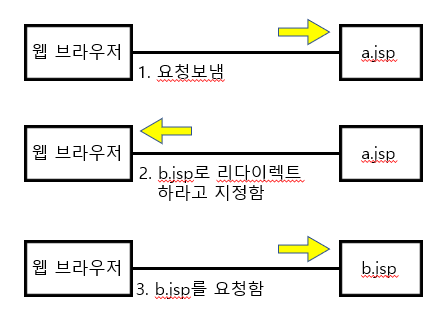 웹 브라우저
a.jsp
1. 요청보냄
웹 브라우저
a.jsp
2. b.jsp로 리다이렉트
하라고 지정함
웹 브라우저
b.jsp
3. b.jsp를 요청함